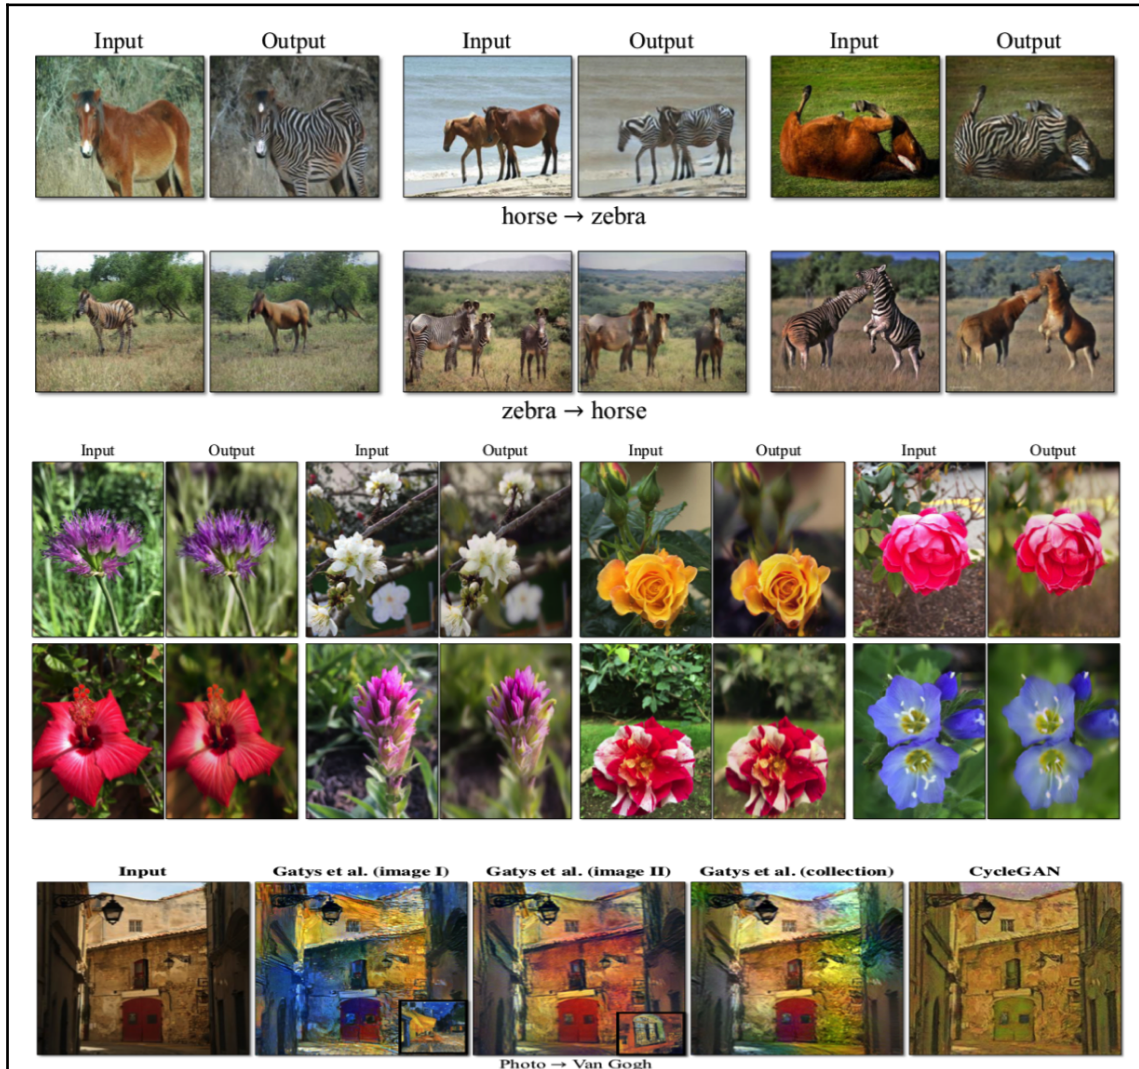 Input Output Input Output Input Output
horse → zebra
zebra → horse
Input Output Input Output Input Output Input Output
Input Gatys et al. (image I) Gatys et al. (image II) Gatys et al. (collection) CycleGAN
Photo → Van Gogh